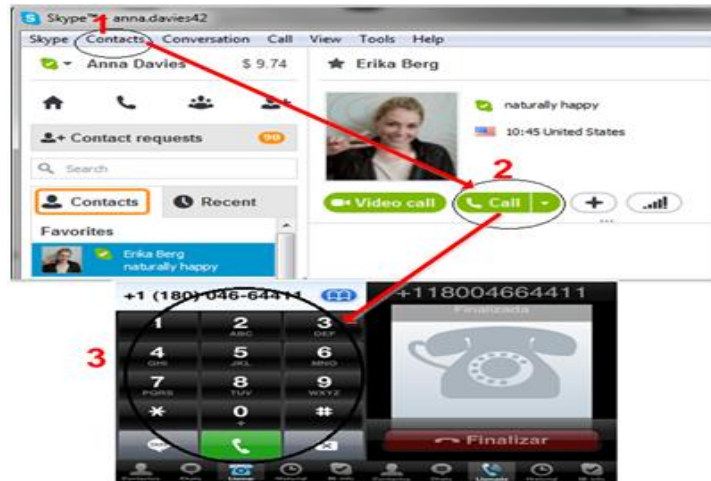 Skype™ - anna.davies42
1
Skype Contacts Conversation Call View Tools Help
Anna Davies $ 9.74
Erika Berg
naturally happy
10:45 United States
Contact requests 90
Search
2
Video call Call
Contacts Recent
Favorites
Erika Berg
naturally happy
+1 (180) 046-64411
+118004664411
Finalizada
3
1 2 3
ABC DEF
4 5 6
GHI JKL MNO
7 8 9
PQRS TUV WXYZ
* 0 #
+
Finalizar